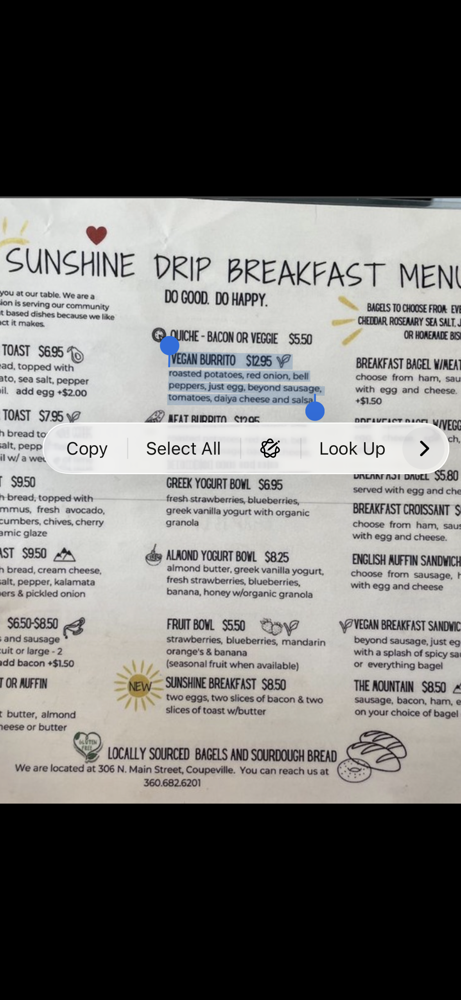 SUNSHINE DRIP BREAKFAST MENU
you at our table. We are a
sion is serving our community
t based dishes because we like
act it makes.
TOAST $6.95
ead, topped with
ato, sea salt, pepper
oil. add egg +$2.00
TOAST $7.95
h bread to
salt, pepp
il w/ a wed
T $9.50
h bread, topped with
mmus, fresh avocado,
cumbers, chives, cherry
amic glaze
AST $9.50
h bread, cream cheese,
salt, pepper, kalamata
pers & pickled onion
$6.50-$8.50
s and sausage
cuit or large - 2
add bacon +$1.50
T OR MUFFIN
t butter, almond
heese or butter
DO GOOD. DO HAPPY.
QUICHE - BACON OR VEGGIE $5.50
VEGAN BURRITO $12.95
roasted potatoes, red onion, bell
peppers, just egg, beyond sausage,
tomatoes, daiya cheese and salsa
MEAT BURRITO $12.95
Copy Select All Look Up
GREEK YOGURT BOWL $6.95
fresh strawberries, blueberries,
greek vanilla yogurt with organic
granola
ALMOND YOGURT BOWL $8.25
almond butter, greek vanilla yogurt,
fresh strawberries, blueberries,
banana, honey w/organic granola
FRUIT BOWL $5.50
strawberries, blueberries, mandarin
orange's & banana
(seasonal fruit when available)
NEW
SUNSHINE BREAKFAST $8.50
two eggs, two slices of bacon & two
slices of toast w/butter
BAGELS TO CHOOSE FROM: EVE
CHEDDAR, ROSEMARY SEA SALT, J
OR HOMEMADE BIS
BREAKFAST BAGEL W/MEAT
choose from ham, sau
with egg and cheese.
+$1.50
BREAKFAST BAGEL W/VEGG
ch,
BREAKFAST BAGEL $5.80
served with egg and che
BREAKFAST CROISSANT $
choose from ham, saus
with egg and cheese.
ENGLISH MUFFIN SANDWICH
choose from sausage, h
with egg and cheese
VEGAN BREAKFAST SANDWIC
beyond sausage, just eg
with a splash of spicy sau
or everything bagel
THE MOUNTAIN $8.50
sausage, bacon, ham, e
on your choice of bagel
GLUTEN
FREE
LOCALLY SOURCED BAGELS AND SOURDOUGH BREAD
We are located at 306 N. Main Street, Coupeville. You can reach us at
360.682.6201